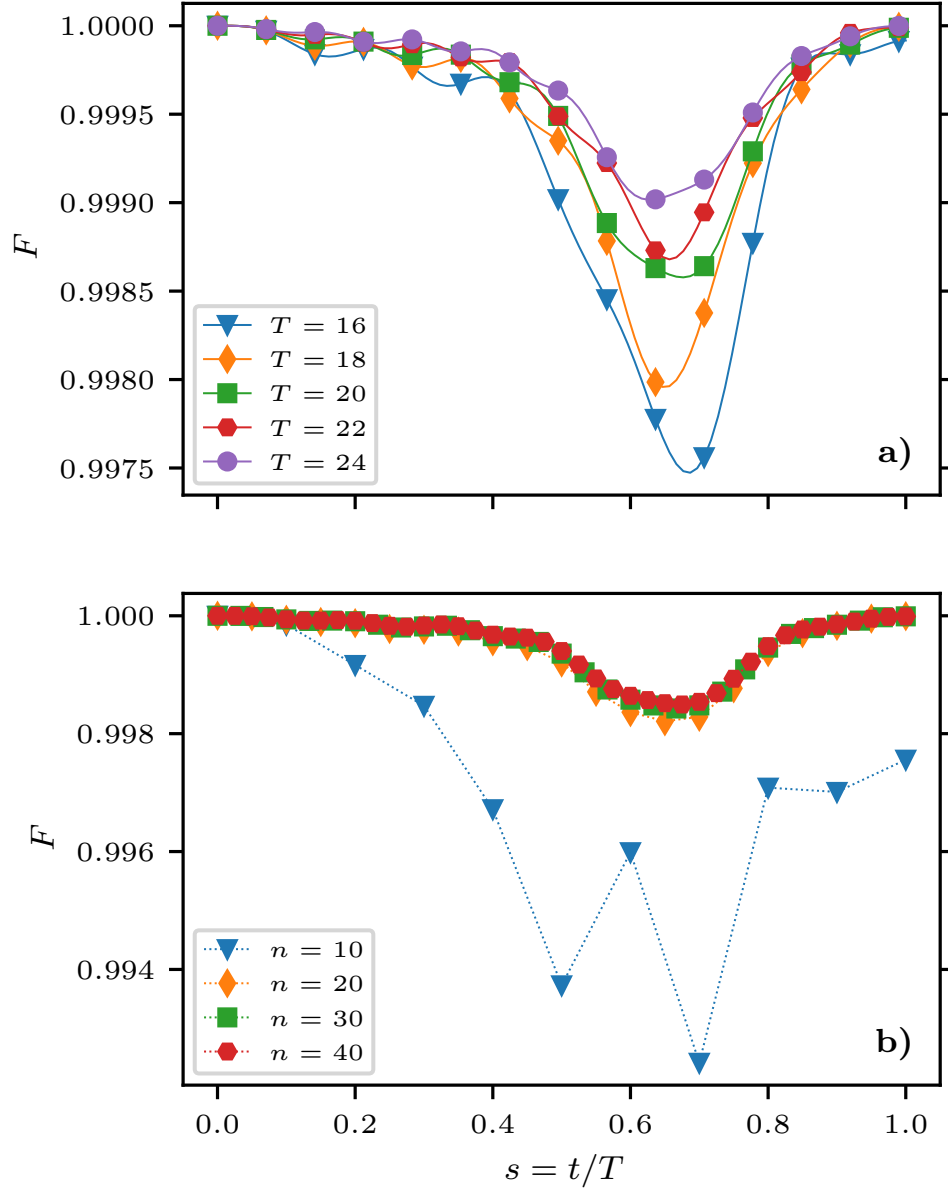 1.0000
0.9995
0.9990
0.9985
0.9980
0.9975
F
T = 16
T = 18
T = 20
T = 22
T = 24
a)
1.000
0.998
0.996
0.994
F
n = 10
n = 20
n = 30
n = 40
b)
0.0 0.2 0.4 0.6 0.8 1.0
s = t/T